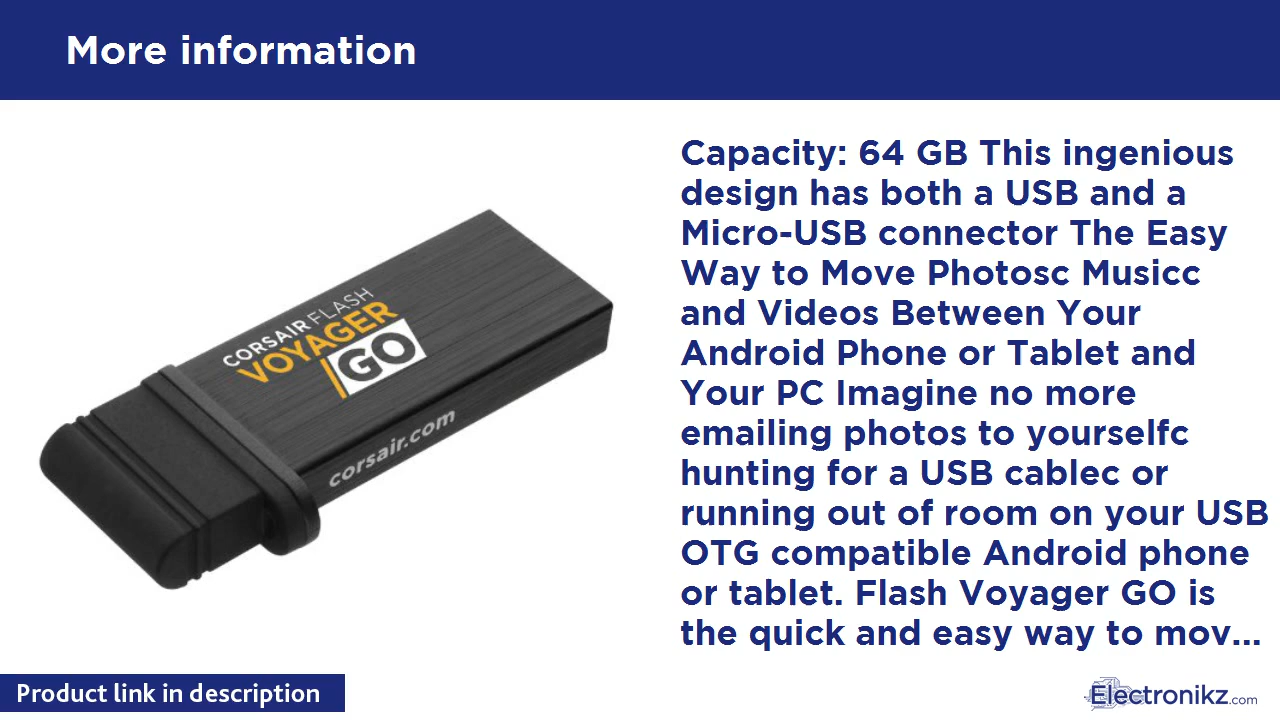 More information
CORSAIR FLASH
VOYAGER
GO
corsair.com
Capacity: 64 GB This ingenious
design has both a USB and a
Micro-USB connector The Easy
Way to Move Photosc Musicc
and Videos Between Your
Android Phone or Tablet and
Your PC Imagine no more
emailing photos to yourselfc
hunting for a USB cablec or
running out of room on your USB
OTG compatible Android phone
or tablet. Flash Voyager GO is
the quick and easy way to mov...
Product link in description
Electronikz.com